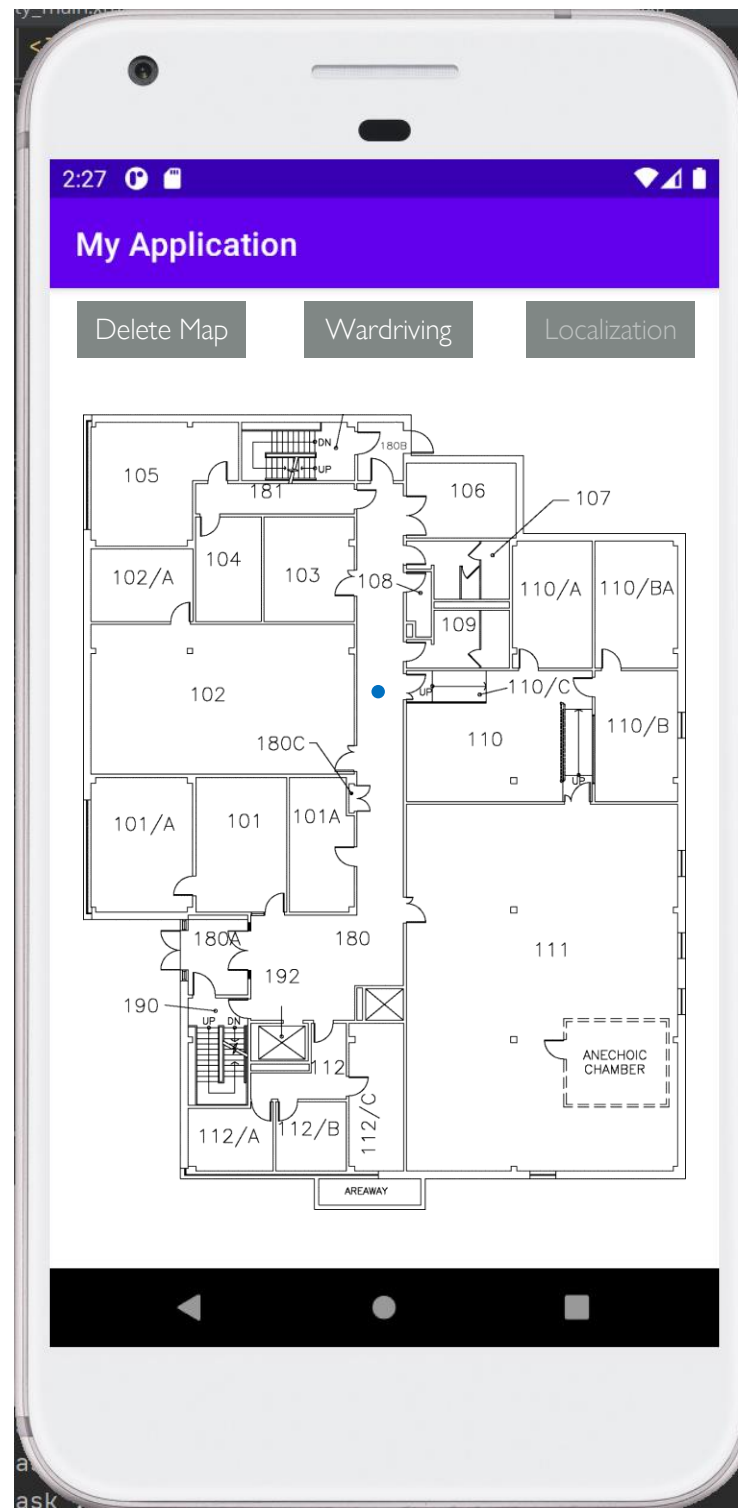 2:27
My Application
Delete Map
Wardriving
Localization
DN
180B
UP
105
181
106
107
104
103
102/A
108
110/A
110/BA
109
102
UP
110/C
180C
110
110/B
UP
101/A
101
101A
180A
180
111
192
190
UP
DN
ANECHOIC
CHAMBER
112
112/C
112/A
112/B
AREAWAY
ask